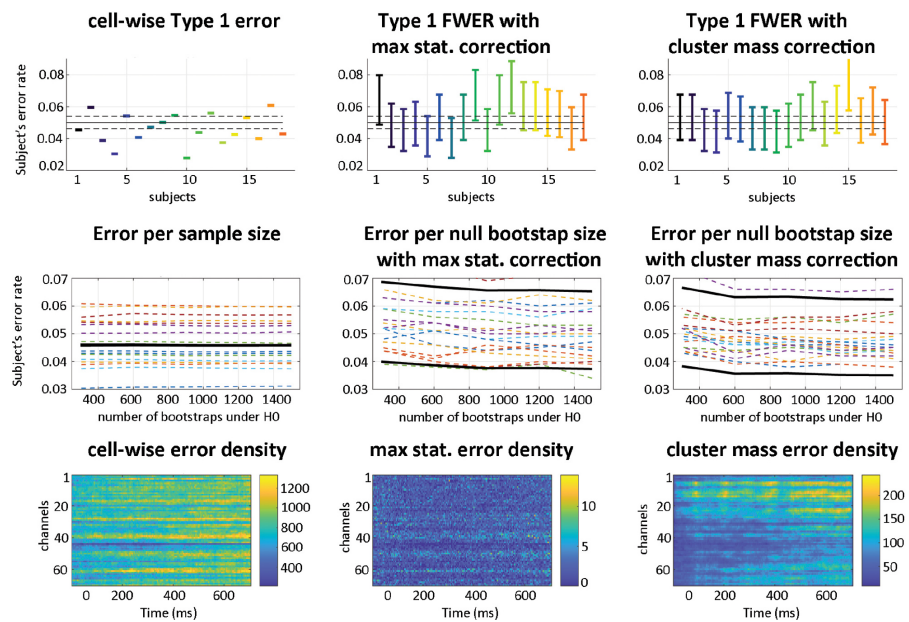 cell-wise Type 1 error
Type 1 FWER with
max stat. correction
Type 1 FWER with
cluster mass correction
Subject's error rate
0.08
0.06
0.04
0.02
1
5
10
15
subjects
0.08
0.06
0.04
0.02
1
5
10
15
subjects
0.08
0.06
0.04
0.02
1
5
10
15
subjects
Error per sample size
Error per null bootstap size
with max stat. correction
Error per null bootstap size
with cluster mass correction
Subject's error rate
0.07
0.06
0.05
0.04
0.03
400 600 800 1000 1200 1400
number of bootstraps under H0
0.07
0.06
0.05
0.04
0.03
400 600 800 1000 1200 1400
number of bootstraps under H0
0.07
0.06
0.05
0.04
0.03
400 600 800 1000 1200 1400
number of bootstraps under H0
cell-wise error density
max stat. error density
cluster mass error density
channels
1
20
40
60
0 200 400 600
Time (ms)
1200
1000
800
600
400
channels
1
20
40
60
0 200 400 600
Time (ms)
10
5
0
channels
1
20
40
60
0 200 400 600
Time (ms)
200
150
100
50